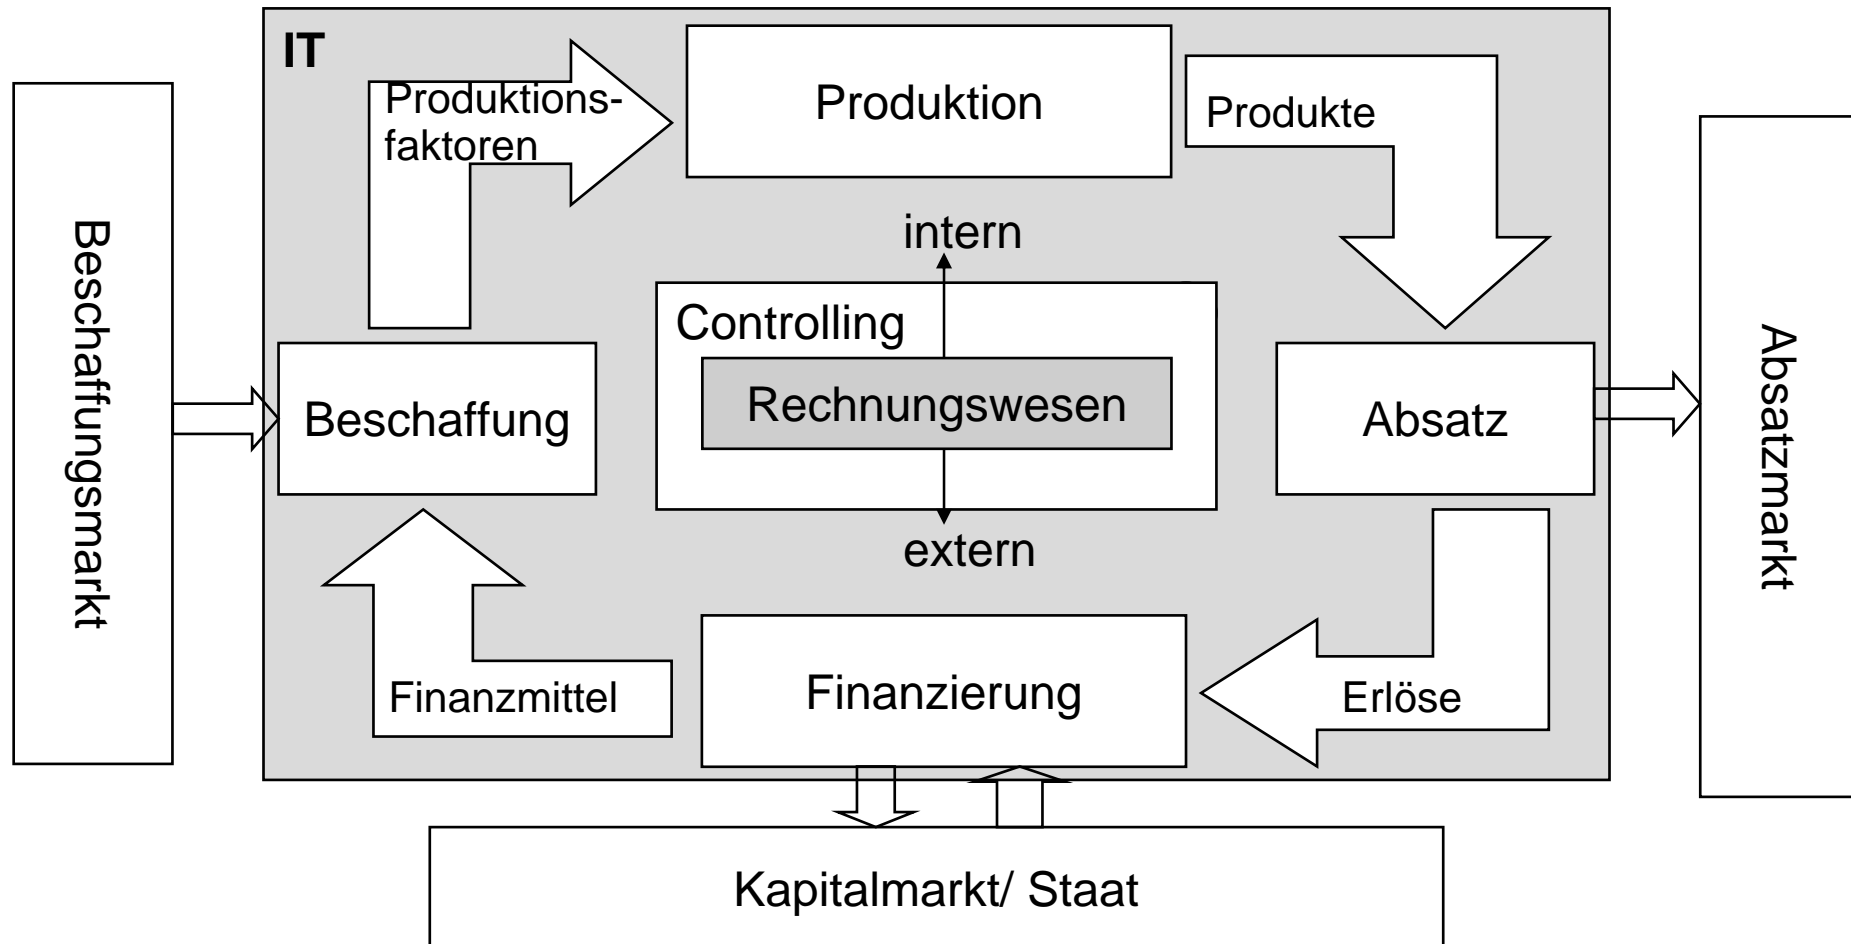 IT
Produktions-
faktoren
Produktion
Produkte
Beschaffungsmarkt
intern
Controlling
Rechnungswesen
extern
Beschaffung
Absatz
Absatzmarkt
Finanzmittel
Finanzierung
Erlöse
Kapitalmarkt/ Staat